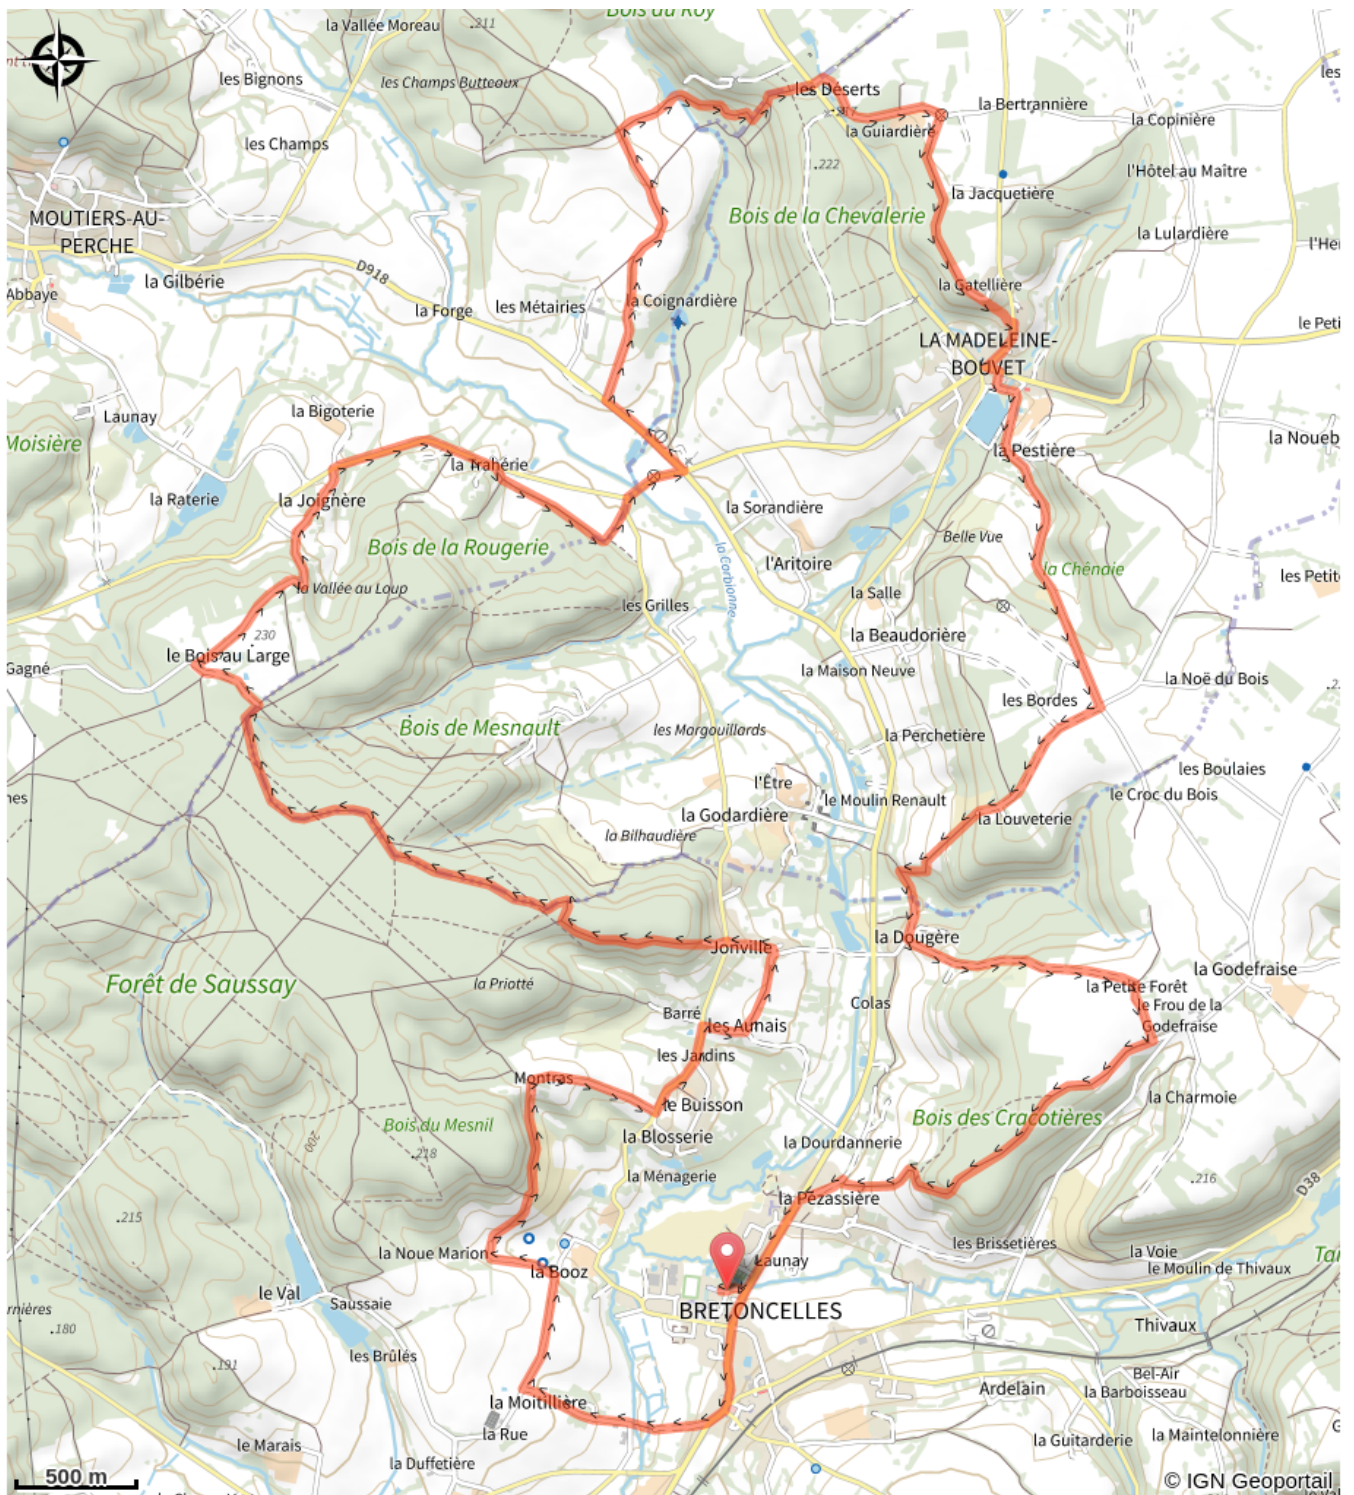 Bois du Roy
la Vallée Moreau
.211
les Bignons
les Champs Butteaux
les Déserts
la Bertrannière
la Copinière
la Guiardière
les Champs
.222
l'Hôtel au Maître
la Jacquetière
MOUTIERS-AU-
PERCHE
Bois de la Chevalerie
la Lulardière
la Gilbérie
D918
Abbaye
la Gatellière
la Forge
les Métairies
la Coignardière
LA MADELEINE-
BOUVET
Launay
la Bigoterie
Moisière
la Pestière
la Trahérie
la Raterie
la Joignère
la Sorandière
Belle Vue
Bois de la Rougerie
la Corbionne
l'Aritoire
la Chênaie
la Vallée au Loup
la Salle
les Grilles
230
la Beaudorière
le Bois au Large
Gagné
la Maison Neuve
la Noë du Bois
les Bordes
Bois de Mesnault
les Margouillards
la Perchetière
les Boulaies
l'Être
le Croc du Bois
le Moulin Renault
la Godardière
la Louveterie
la Bilhaudière
la Dougère
Jonville
la Godefraise
Forêt de Saussay
la Priotté
la Petite Forêt
Colas
le Frou de la
Godefraise
Barré
les Aunais
les Jardins
Montras
la Charmoie
le Buisson
Bois du Mesnil
Bois des Cracotières
la Blosserie
200
.218
la Dourdannerie
la Ménagerie
.216
la Pézassière
D38
.215
la Noue Marion
les Brissetières
la Voie
Launay
le Moulin de Thivaux
la Booz
le Val
Saussaie
BRETONCELLES
.180
Thivaux
les Brûlés
.191
Bel-Air
Ardelain
la Barboisseau
la Moitillière
la Rue
la Guitarderie
la Maintelonnière
le Marais
la Duffetière
500 m
© IGN Geoportail